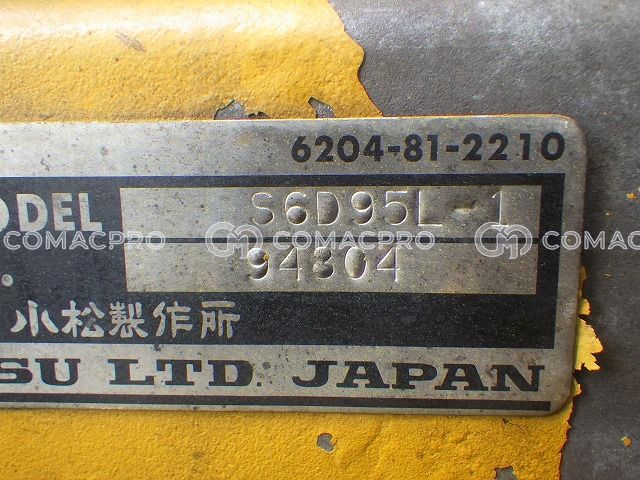 6204-81-2210
ODEL S6D95L-1
COMACPRO COMACPRO COMACPRO
94304
小松製作所
SU LTD. JAPAN